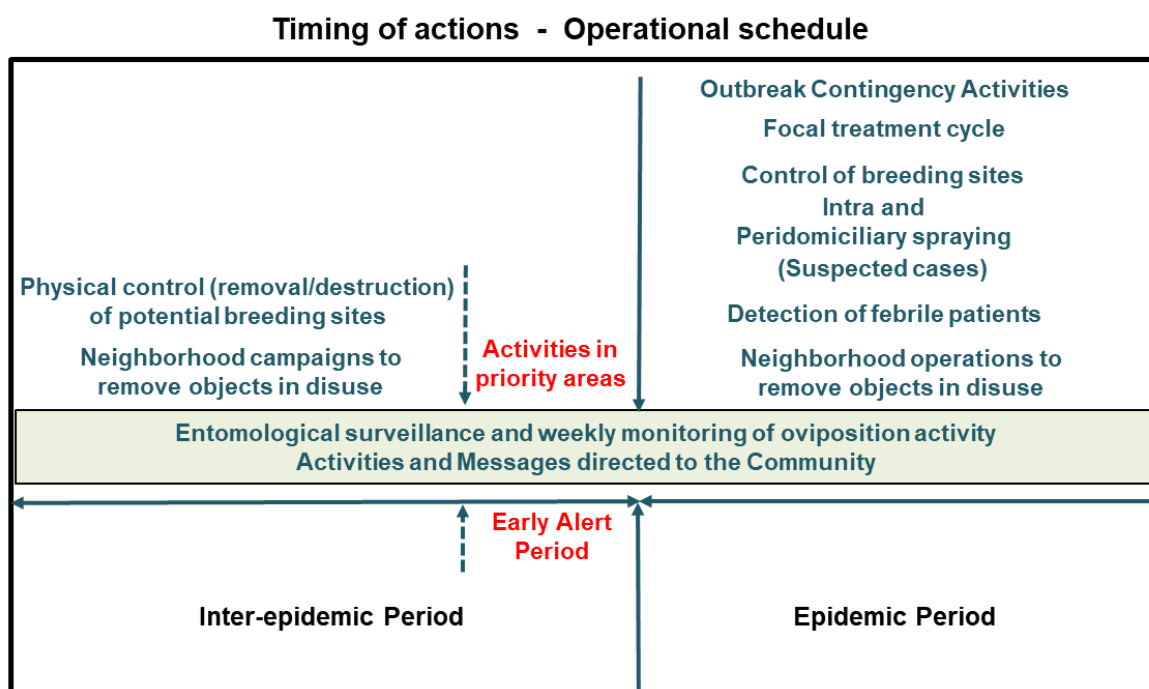 Timing of actions - Operational schedule
Outbreak Contingency Activities
Focal treatment cycle
Control of breeding sites
Intra and
Peridomiciliary spraying
(Suspected cases)
Detection of febrile patients
Neighborhood operations to
remove objects in disuse
Physical control (removal/destruction)
of potential breeding sites
Neighborhood campaigns to
remove objects in disuse
Activities in
priority areas
Entomological surveillance and weekly monitoring of oviposition activity
Activities and Messages directed to the Community
Early Alert
Period
Inter-epidemic Period
Epidemic Period